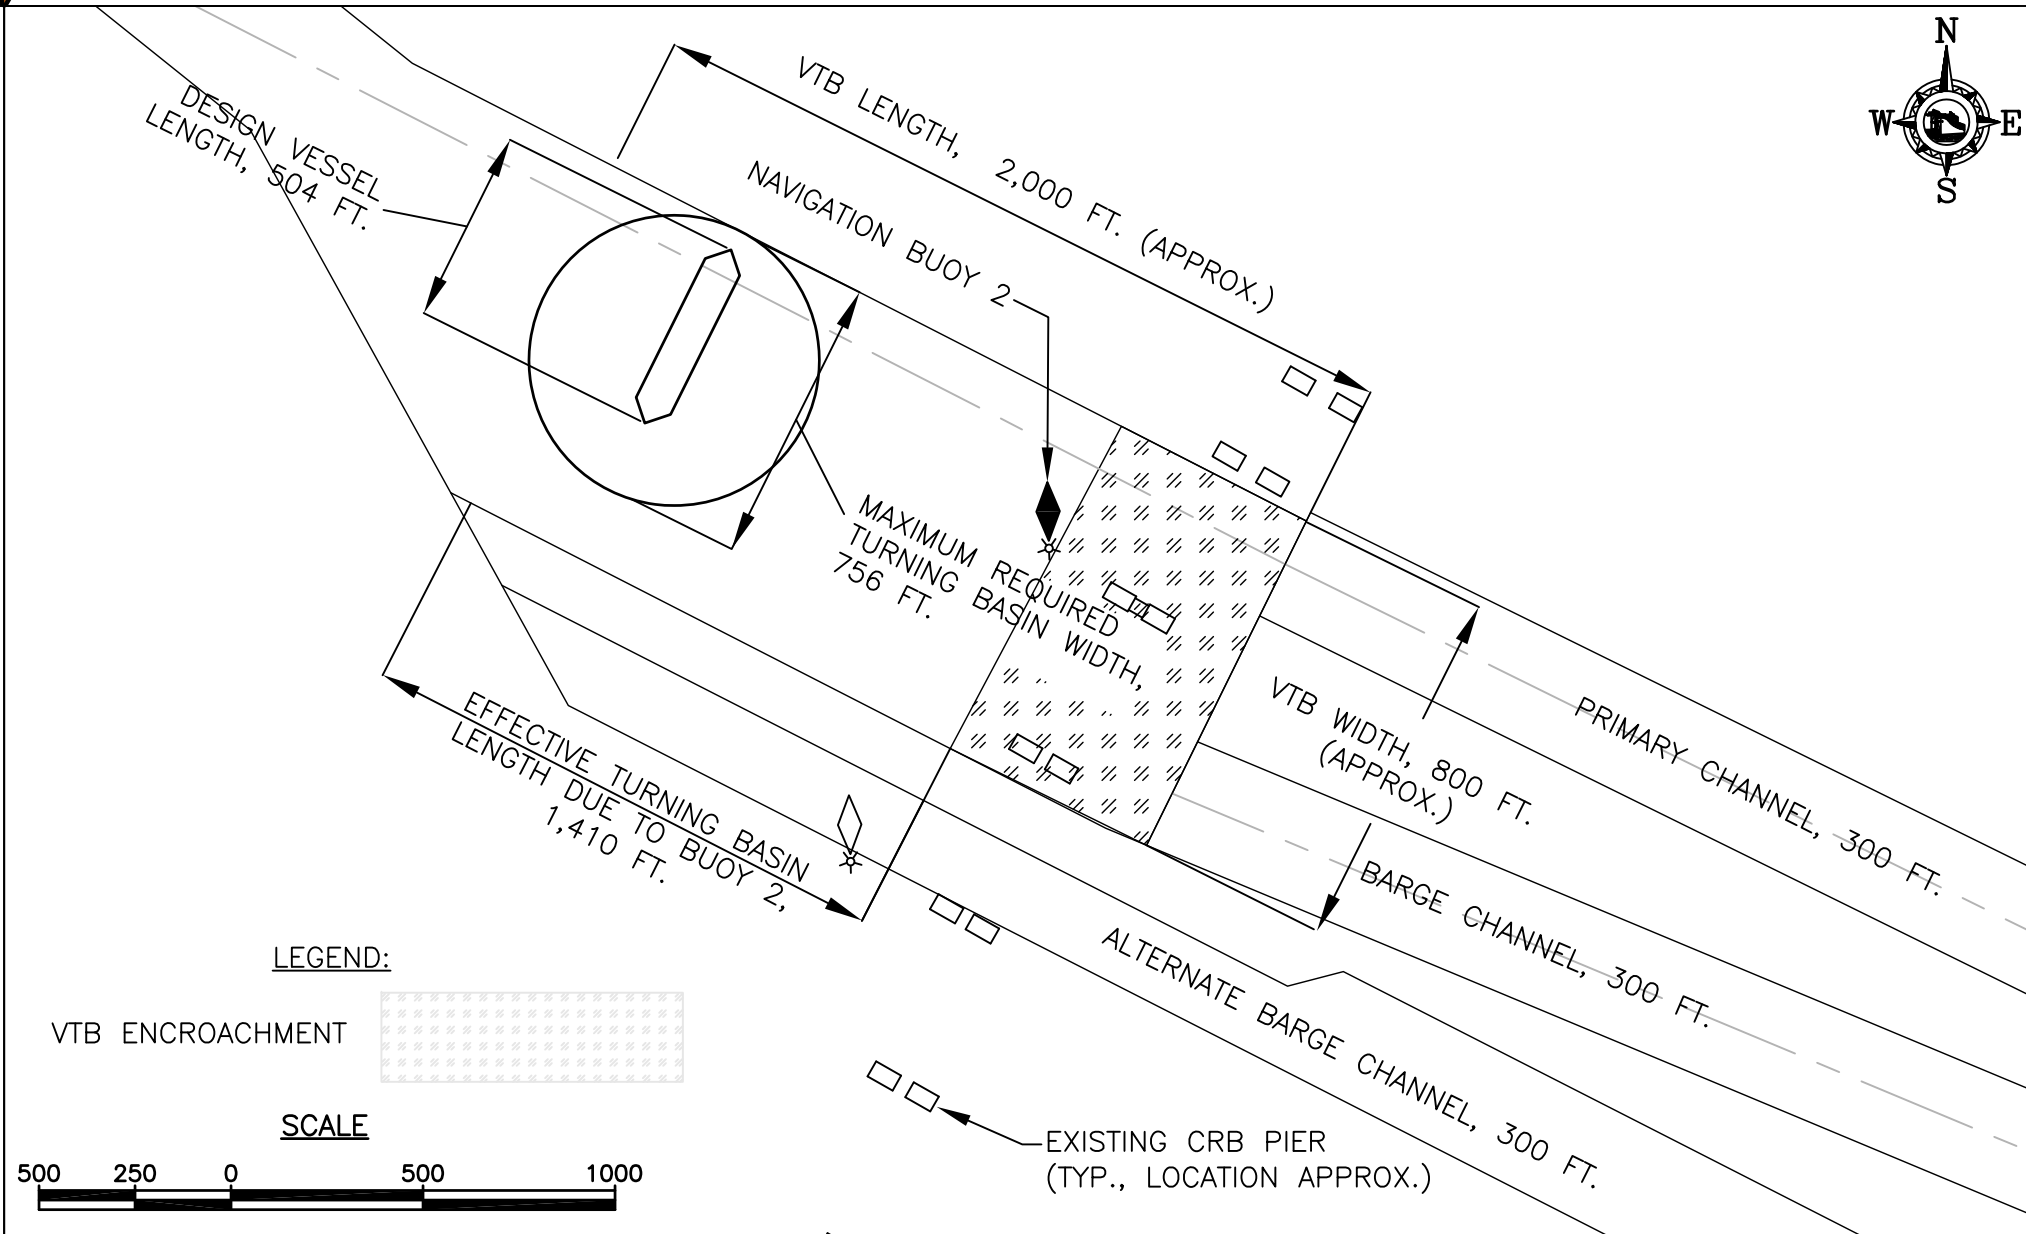 N
W
E
S
VTB LENGTH, 2,000 FT. (APPROX.)
DESIGN VESSEL
LENGTH, 504 FT.
NAVIGATION BUOY 2
MAXIMUM REQUIRED
TURNING BASIN WIDTH,
756 FT.
VTB WIDTH, 800 FT.
(APPROX.)
PRIMARY CHANNEL, 300 FT.
EFFECTIVE TURNING BASIN
LENGTH DUE TO BUOY 2,
1,410 FT.
BARGE CHANNEL, 300 FT.
ALTERNATE BARGE CHANNEL, 300 FT.
LEGEND:
VTB ENCROACHMENT
SCALE
500 250 0 500 1000
EXISTING CRB PIER
(TYP., LOCATION APPROX.)